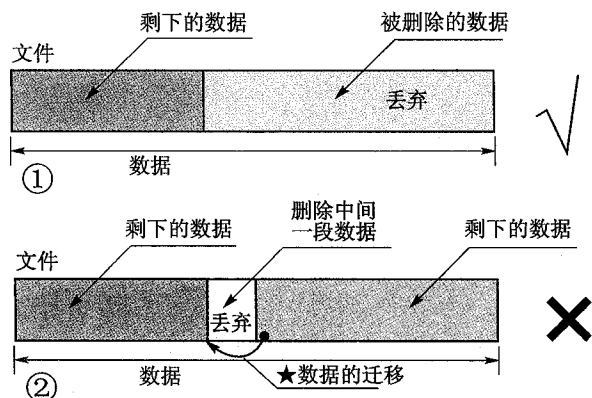 剩下的数据
被删除的数据
文件
丢弃
数据
①
删除中间
一段数据
剩下的数据
剩下的数据
文件
丢弃
数据
★数据的迁移
②